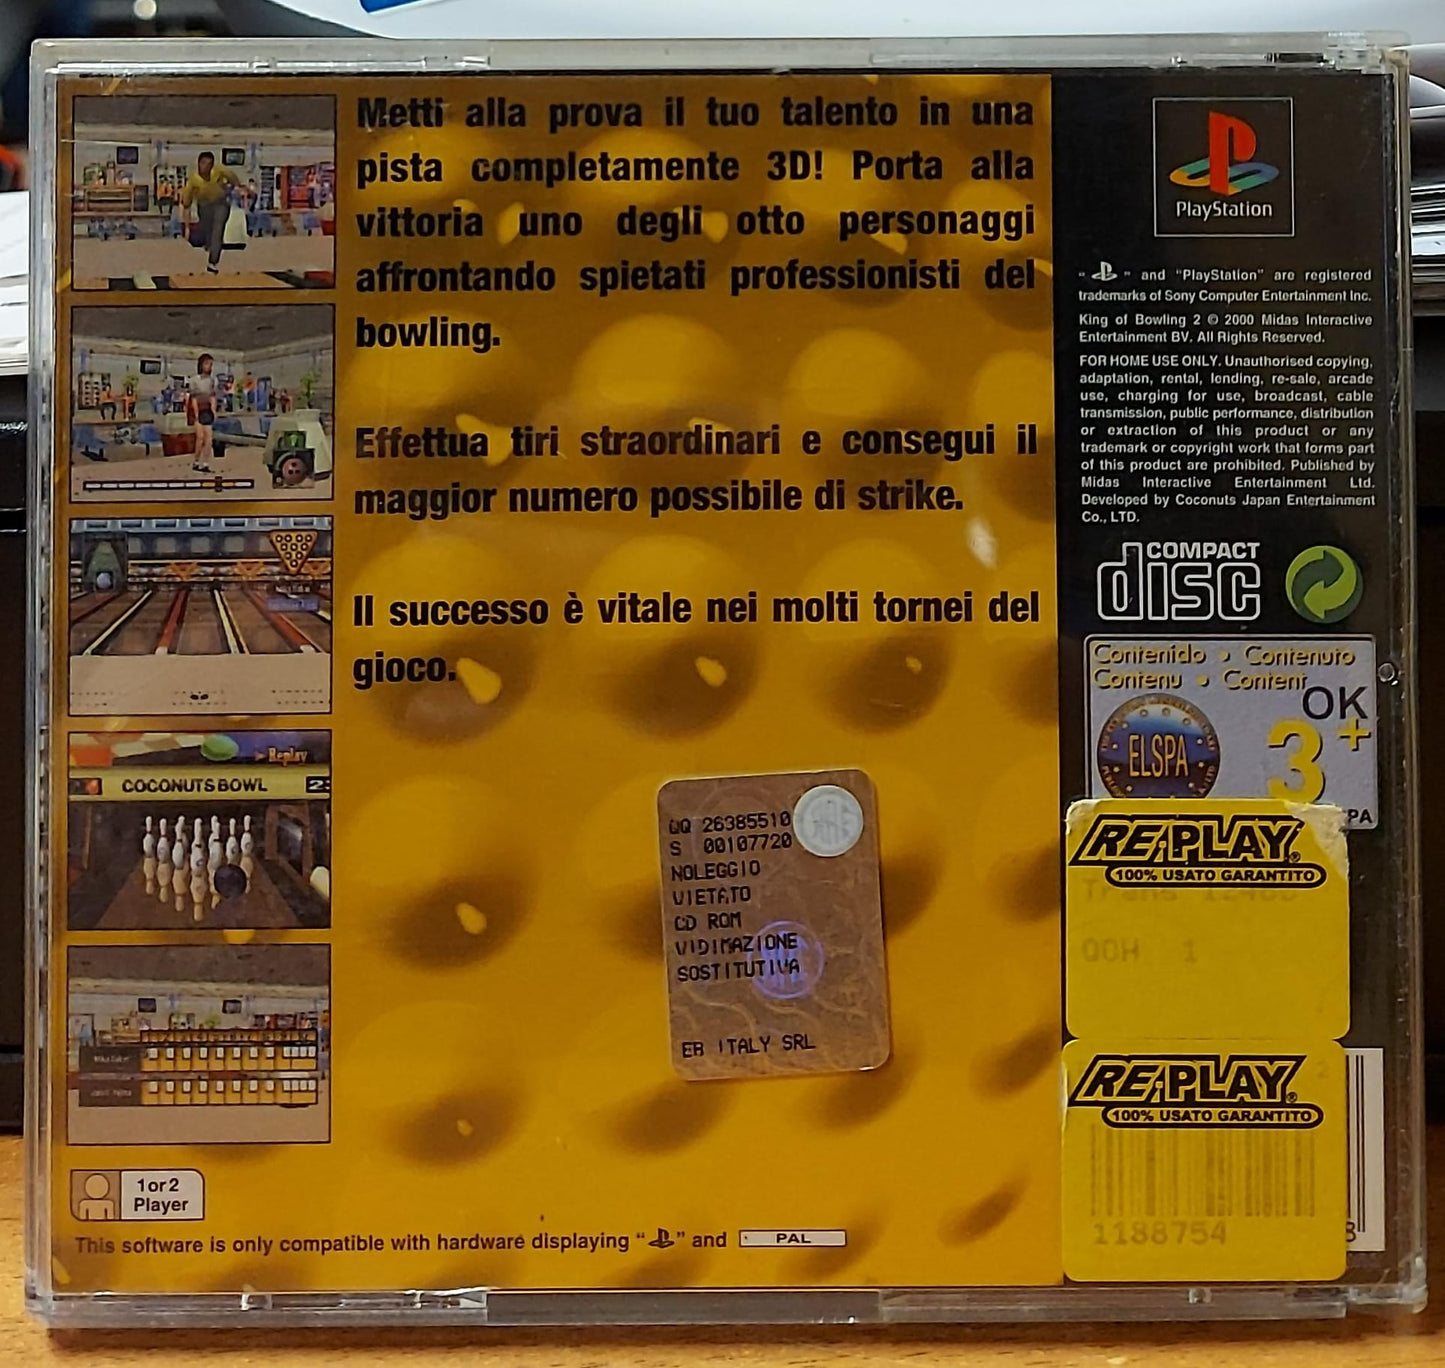 Metti alla prova il tuo talento in una
pista completamente 3D! Porta alla
vittoria uno degli otto personaggi
affrontando spietati professionisti del
bowling.
Effettua tiri straordinari e consegui il
maggior numero possibile di strike.
Il successo è vitale nei molti tornei del
gioco.
Replay
COCONUTS BOWL
1 or 2
Player
This software is only compatible with hardware displaying “ ” and PAL
QQ 26385510
S 00107720
NOLEGGIO
VIETATO
CD ROM
VIDIMAZIONE
SOSTITUTIVA
EB ITALY SRL
PlayStation
“ ” and “PlayStation” are registered
trademarks of Sony Computer Entertainment Inc.
King of Bowling 2 © 2000 Midas Interactive
Entertainment BV. All Rights Reserved.
FOR HOME USE ONLY. Unauthorised copying,
adaptation, rental, lending, re-sale, arcade
use, charging for use, broadcast, cable
transmission, public performance, distribution
or extraction of this product or any
trademark or copyright work that forms part
of this product are prohibited. Published by
Midas Interactive Entertainment Ltd.
Developed by Coconuts Japan Entertainment
Co., LTD.
COMPACT
disc
Contenido • Contenuto
Contenu • Content
OK
3+
ELSPA
PA
RE-PLAY®
100% USATO GARANTITO
QOH 1
RE-PLAY®
100% USATO GARANTITO
1188754
8